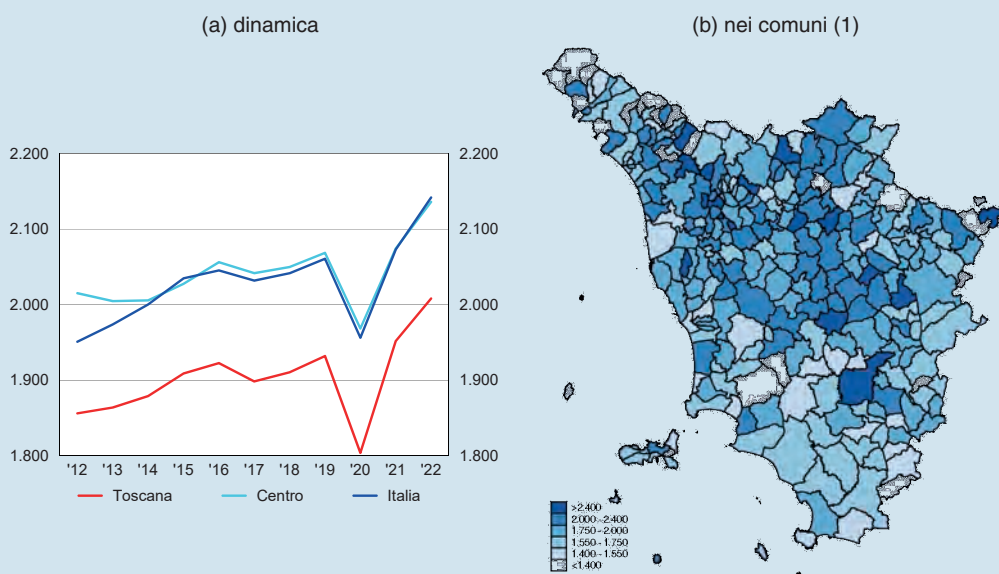 (a) dinamica
(b) nei comuni (1)
2.200 2.200
2.100 2.100
2.000 2.000
1.900 1.900
1.800 1.800
'12 '13 '14 '15 '16 '17 '18 '19 '20 '21 '22
Toscana Centro Italia
>2.400
2.000 - 2.400
1.750 - 2.000
1.550 - 1.750
1.400 - 1.550
<1.400